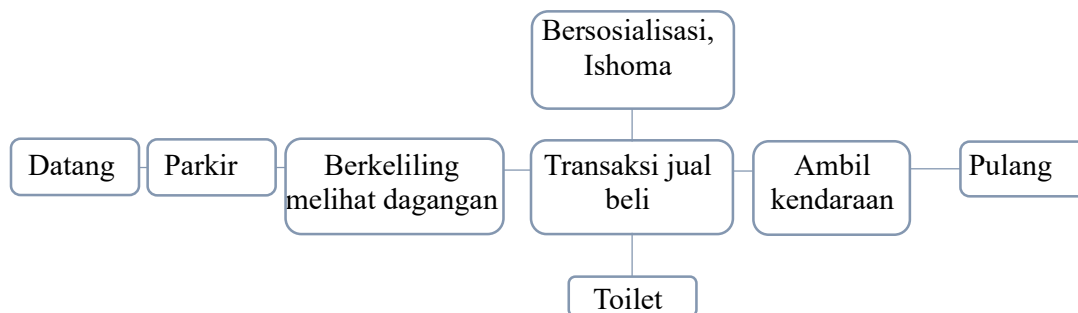 Bersosialisasi,
Ishoma
Datang
Parkir
Berkeliling
melihat dagangan
Transaksi jual
beli
Ambil
kendaraan
Pulang
Toilet